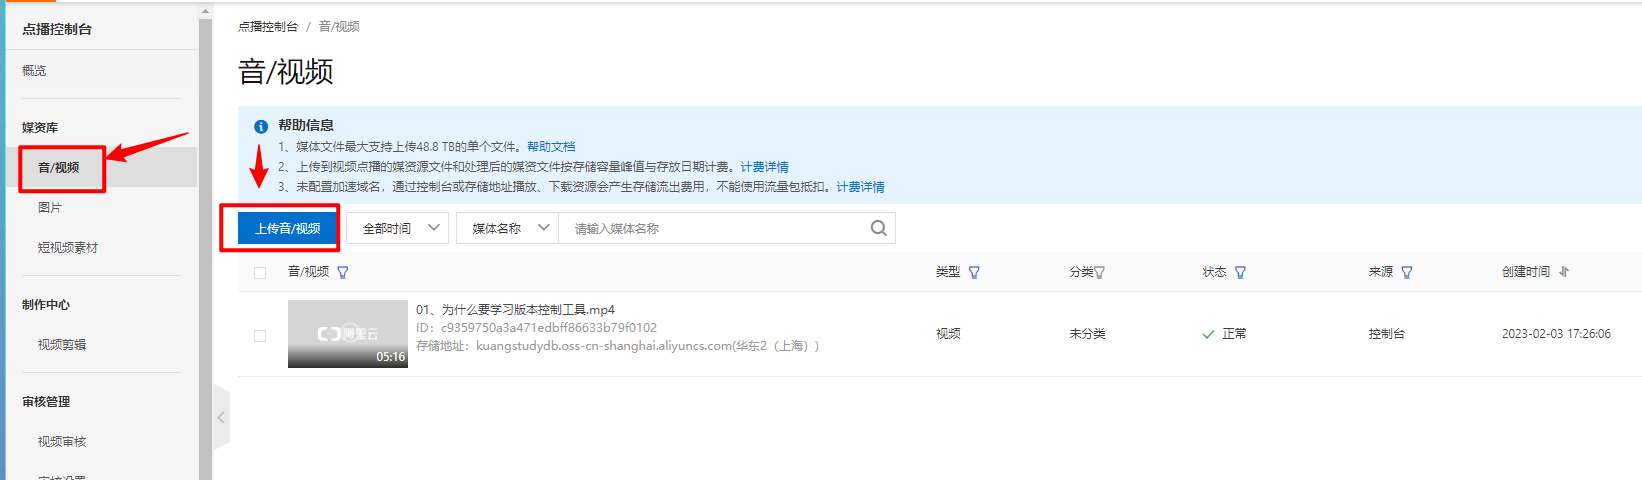 点播控制台
概览
媒资库
音/视频
图片
短视频素材
制作中心
视频剪辑
审核管理
视频审核
点播控制台 / 音/视频
音/视频
帮助信息
1、媒体文件最大支持上传48.8 TB的单个文件。帮助文档
2、上传到视频点播的媒资源文件和处理后的媒资文件按存储容量峰值与存放日期计费。计费详情
3、未配置加速域名，通过控制台或存储地址播放、下载资源会产生存储流出费用，不能使用流量包抵扣。计费详情
上传音/视频 全部时间 媒体名称 请输入媒体名称
音/视频 类型 分类 状态 来源 创建时间
阿里云
05:16
01、为什么要学习版本控制工具.mp4
ID：c9359750a3a471edbff86633b79f0102
存储地址：kuangstudydb.oss-cn-shanghai.aliyuncs.com(华东2（上海）)
视频 未分类 正常 控制台 2023-02-03 17:26:06